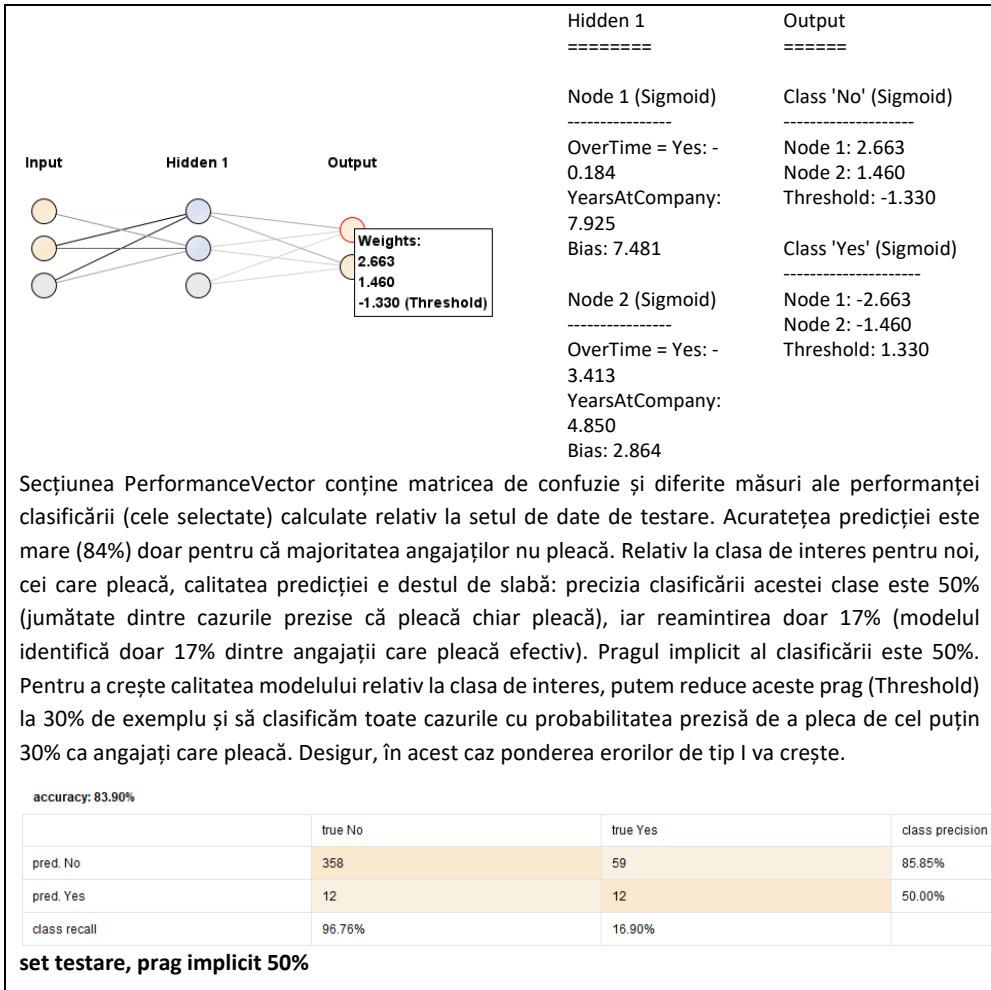 Input
Hidden 1
Output
Weights:
2.663
1.460
-1.330 (Threshold)
Hidden 1
========
Node 1 (Sigmoid)
----------------
OverTime = Yes: -
0.184
YearsAtCompany:
7.925
Bias: 7.481
Node 2 (Sigmoid)
----------------
OverTime = Yes: -
3.413
YearsAtCompany:
4.850
Bias: 2.864
Output
======
Class 'No' (Sigmoid)
--------------------
Node 1: 2.663
Node 2: 1.460
Threshold: -1.330
Class 'Yes' (Sigmoid)
---------------------
Node 1: -2.663
Node 2: -1.460
Threshold: 1.330
Secțiunea PerformanceVector conține matricea de confuzie și diferite măsuri ale performanței
clasificării (cele selectate) calculate relativ la setul de date de testare. Acuratețea predicției este
mare (84%) doar pentru că majoritatea angajaților nu pleacă. Relativ la clasa de interes pentru noi,
cei care pleacă, calitatea predicției e destul de slabă: precizia clasificării acestei clase este 50%
(jumătate dintre cazurile prezise că pleacă chiar pleacă), iar reamintirea doar 17% (modelul
identifică doar 17% dintre angajații care pleacă efectiv). Pragul implicit al clasificării este 50%.
Pentru a crește calitatea modelului relativ la clasa de interes, putem reduce aceste prag (Threshold)
la 30% de exemplu și să clasificăm toate cazurile cu probabilitatea prezisă de a pleca de cel puțin
30% ca angajați care pleacă. Desigur, în acest caz ponderea erorilor de tip I va crește.
accuracy: 83.90%
true No true Yes class precision
pred. No 358 59 85.85%
pred. Yes 12 12 50.00%
class recall 96.76% 16.90%
set testare, prag implicit 50%